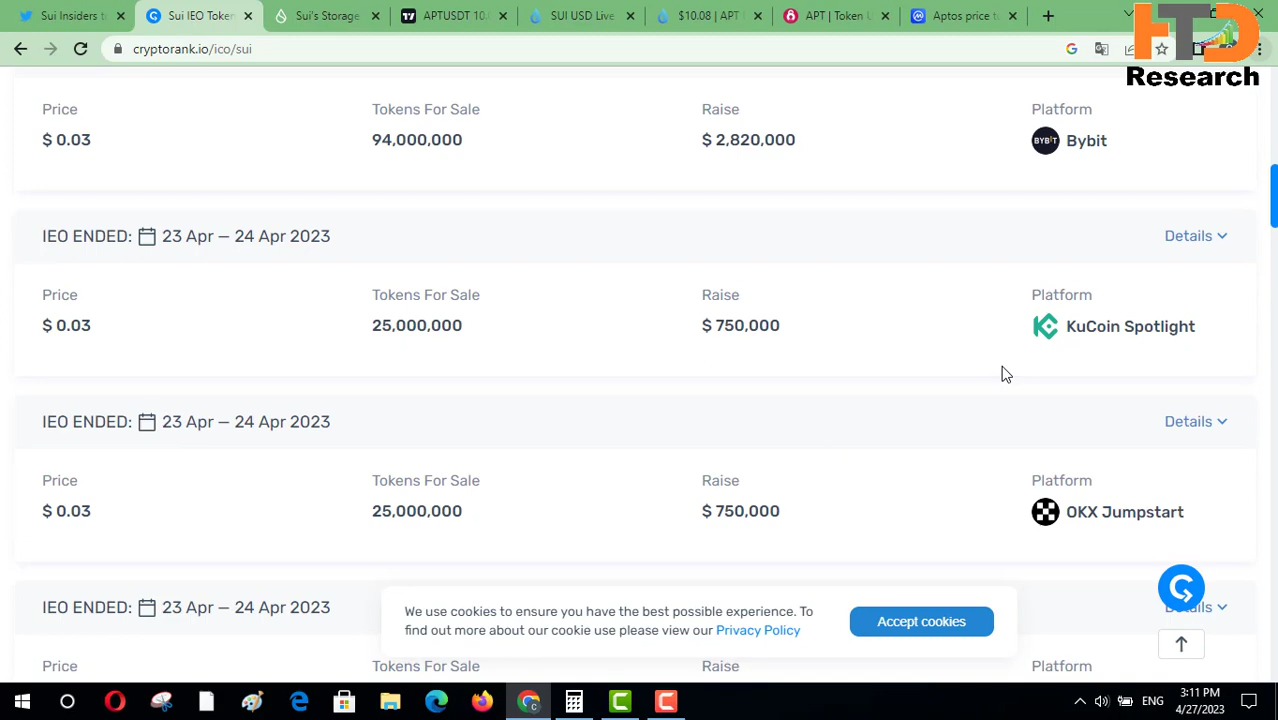 Sui Insiders t
Sui IEO Token
Sui's Storage
APTUSDT 10.
SUI USD Live
$10.08 | APT
APT | Token U
Aptos price to
cryptorank.io/ico/sui
HTD
Research
Price
Tokens For Sale
Raise
Platform
$ 0.03
94,000,000
$ 2,820,000
BYBIT
Bybit
IEO ENDED: 23 Apr — 24 Apr 2023
Details
Price
Tokens For Sale
Raise
Platform
$ 0.03
25,000,000
$ 750,000
KuCoin Spotlight
IEO ENDED: 23 Apr — 24 Apr 2023
Details
Price
Tokens For Sale
Raise
Platform
$ 0.03
25,000,000
$ 750,000
OKX Jumpstart
IEO ENDED: 23 Apr — 24 Apr 2023
We use cookies to ensure you have the best possible experience. To
find out more about our cookie use please view our Privacy Policy
Accept cookies
Price
Platform
ENG
3:11 PM
4/27/2023